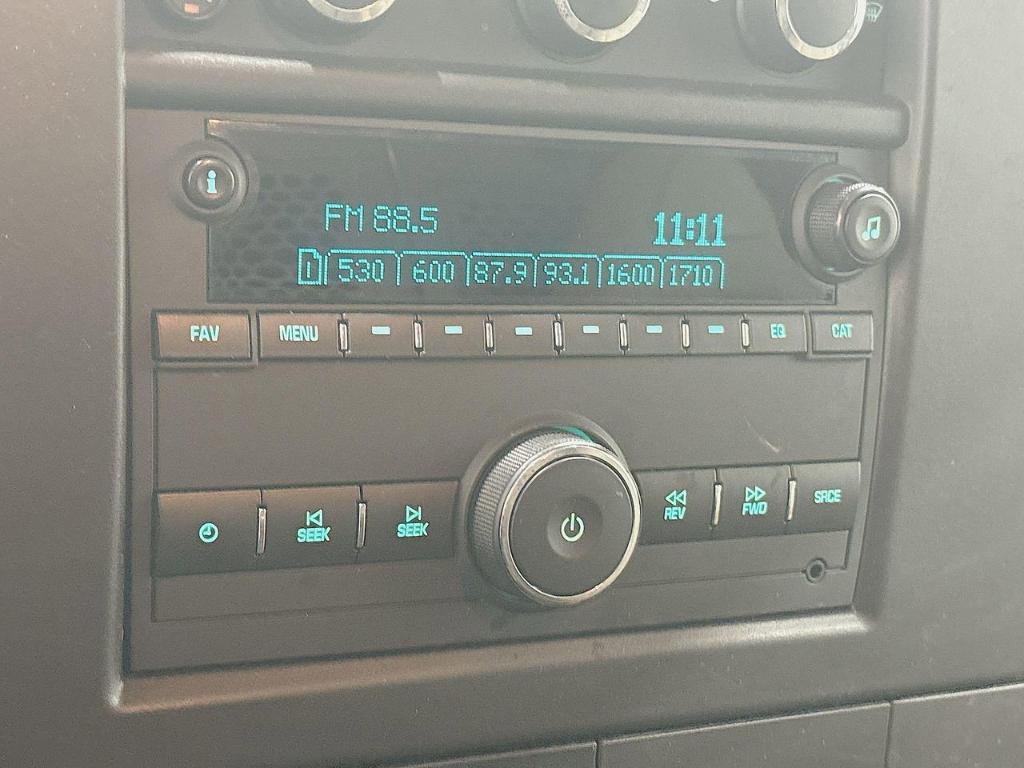 i
FM 88.5 11:11
1 530 600 87.9 93.1 1600 1710
FAV MENU EQ CAT
SEEK SEEK REV FWD SRCE